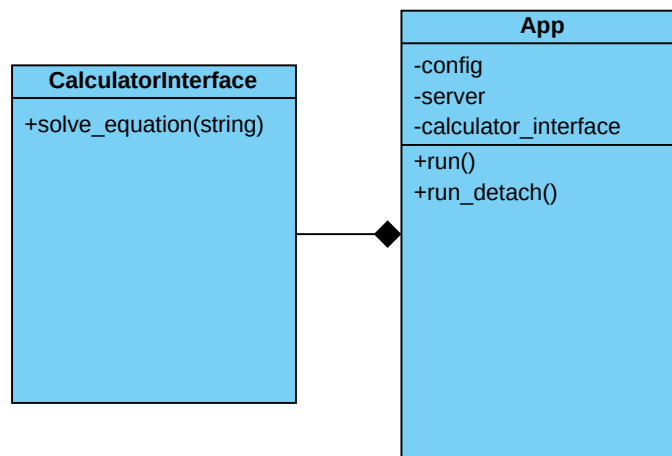 CalculatorInterface
+solve_equation(string)
App
-config
-server
-calculator_interface
+run()
+run_detach()